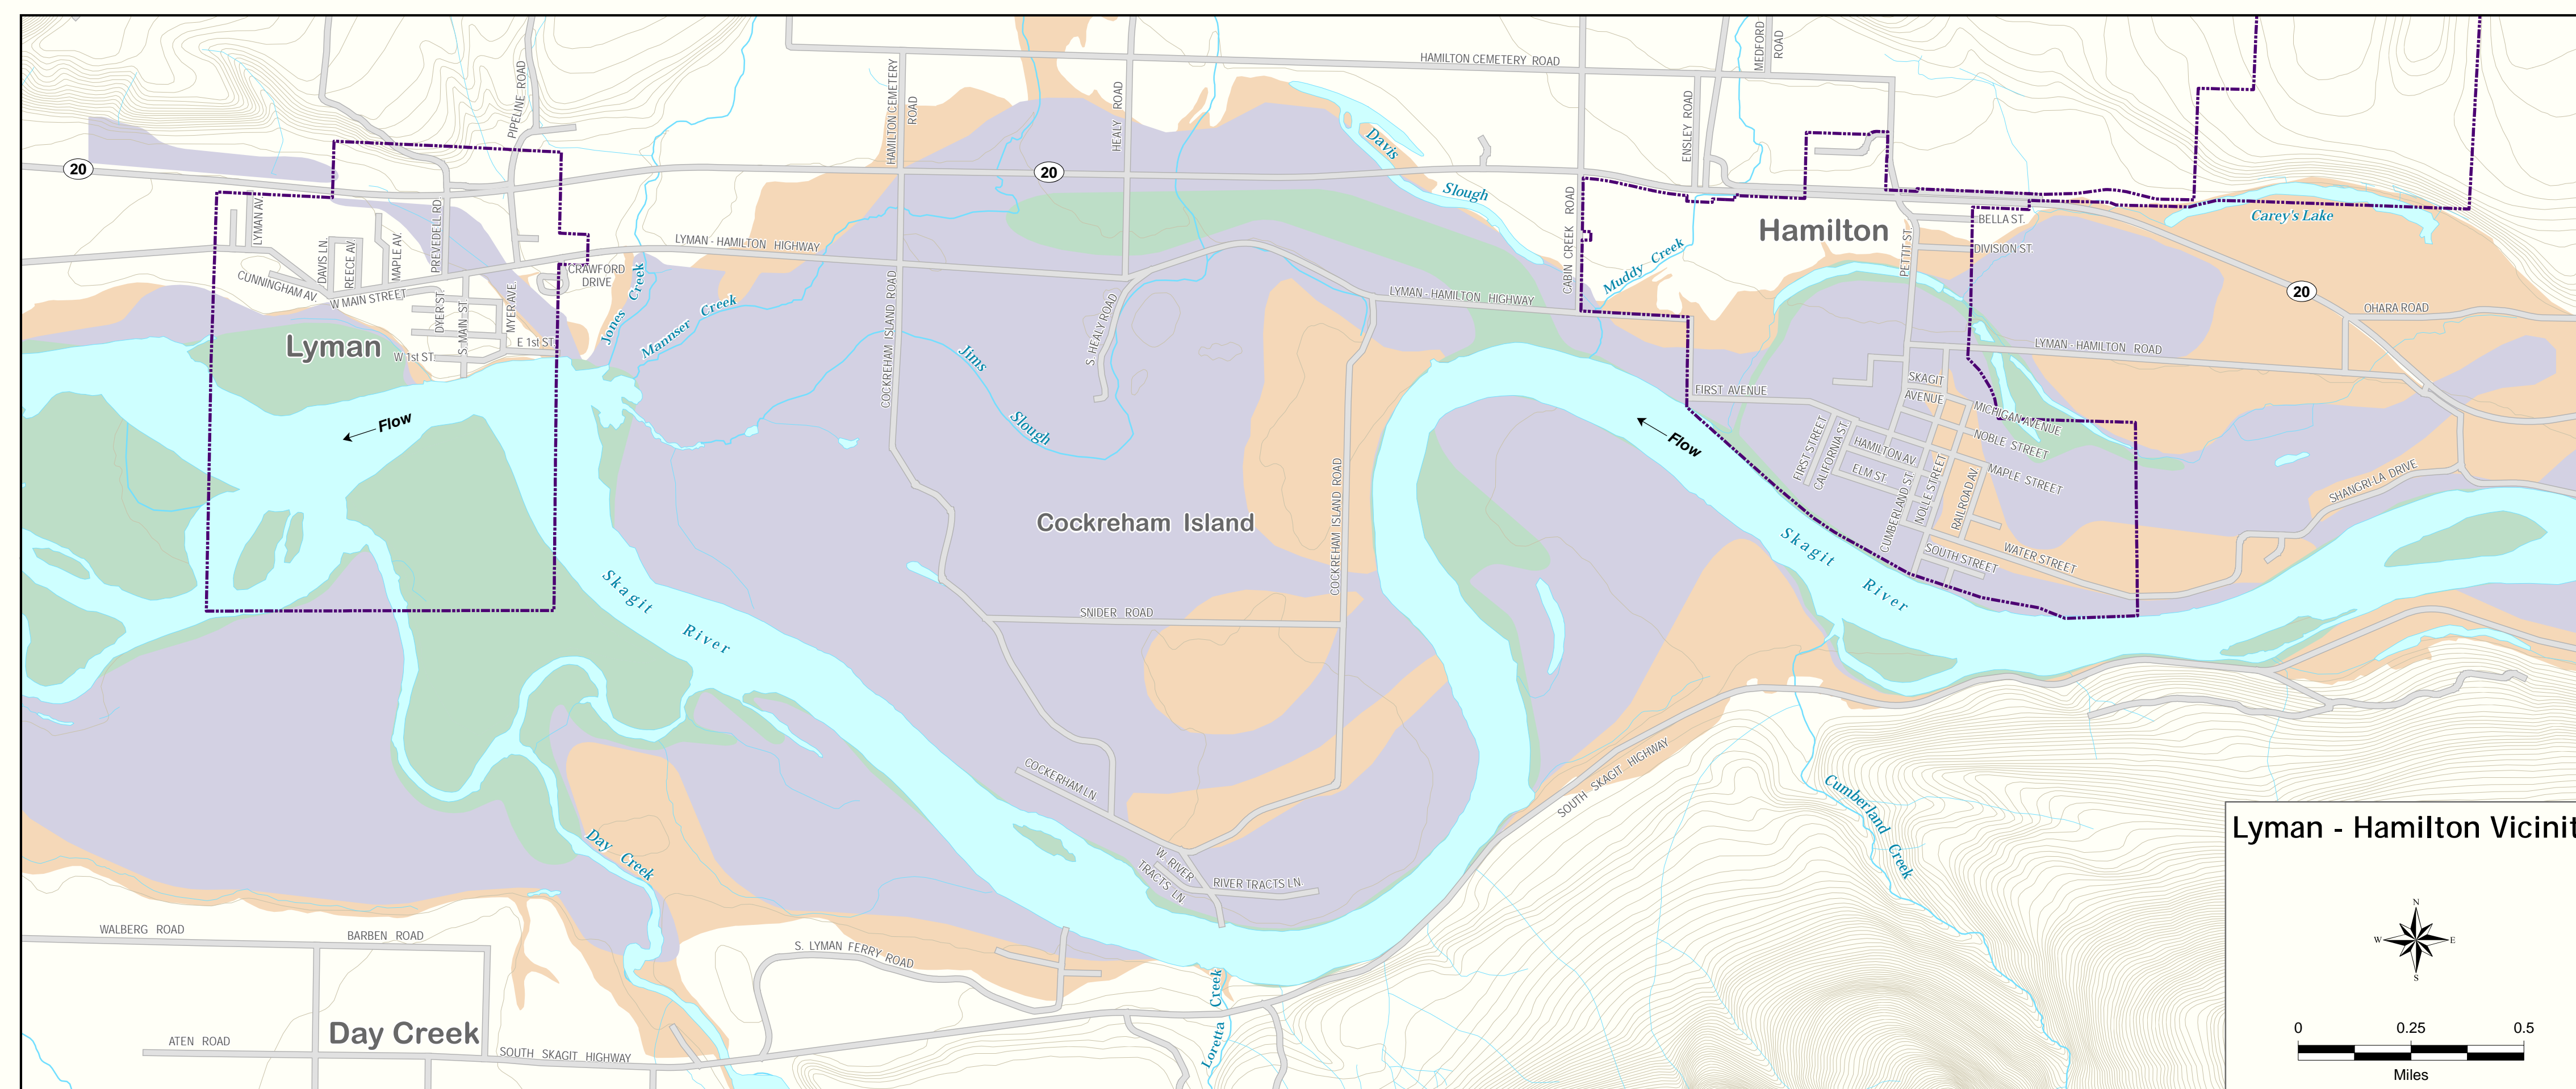 HAMILTON CEMETERY ROAD
MEDFORD
ROAD
PIPELINE ROAD
HAMILTON CEMETERY
ROAD
HEALY ROAD
ENSLEY ROAD
Davis
Slough
20
20
20
LYMAN AV.
DAVIS LN.
REECE AV.
MAPLE AV.
PREVEDELL RD
CRAWFORD
DRIVE
CUNNINGHAM AV.
W MAIN STREET
DYER ST.
S. MAIN ST.
MYER AVE.
W 1st ST.
E 1st ST.
Lyman
Jones Creek
Manser Creek
LYMAN - HAMILTON HIGHWAY
LYMAN - HAMILTON HIGHWAY
COCKREHAM ISLAND ROAD
S HEALY ROAD
Jims
Slough
CABIN CREEK ROAD
Muddy Creek
Hamilton
PETTIT ST.
BELLA ST.
DIVISION ST.
Carey's Lake
OHARA ROAD
LYMAN - HAMILTON ROAD
FIRST AVENUE
SKAGIT
AVENUE
MICHIGAN AVENUE
NOBLE STREET
MAPLE STREET
FIRST STREET
CALIFORNIA ST.
HAMILTON AV.
ELM ST.
CUMBERLAND ST.
NOLLE STREET
RAILROAD AV.
SOUTH STREET
WATER STREET
SHANGRI-LA DRIVE
Flow
Flow
Cockreham Island
COCKREHAM ISLAND ROAD
Skagit River
Skagit River
SNIDER ROAD
COCKERHAM LN.
W. RIVER
TRACTS LN.
RIVER TRACTS LN.
SOUTH SKAGIT HIGHWAY
Cumberland Creek
Day Creek
WALBERG ROAD
BARBEN ROAD
S. LYMAN FERRY ROAD
Loretta Creek
Day Creek
ATEN ROAD
SOUTH SKAGIT HIGHWAY
Lyman - Hamilton Vicinit
N
W E
S
0 0.25 0.5
Miles